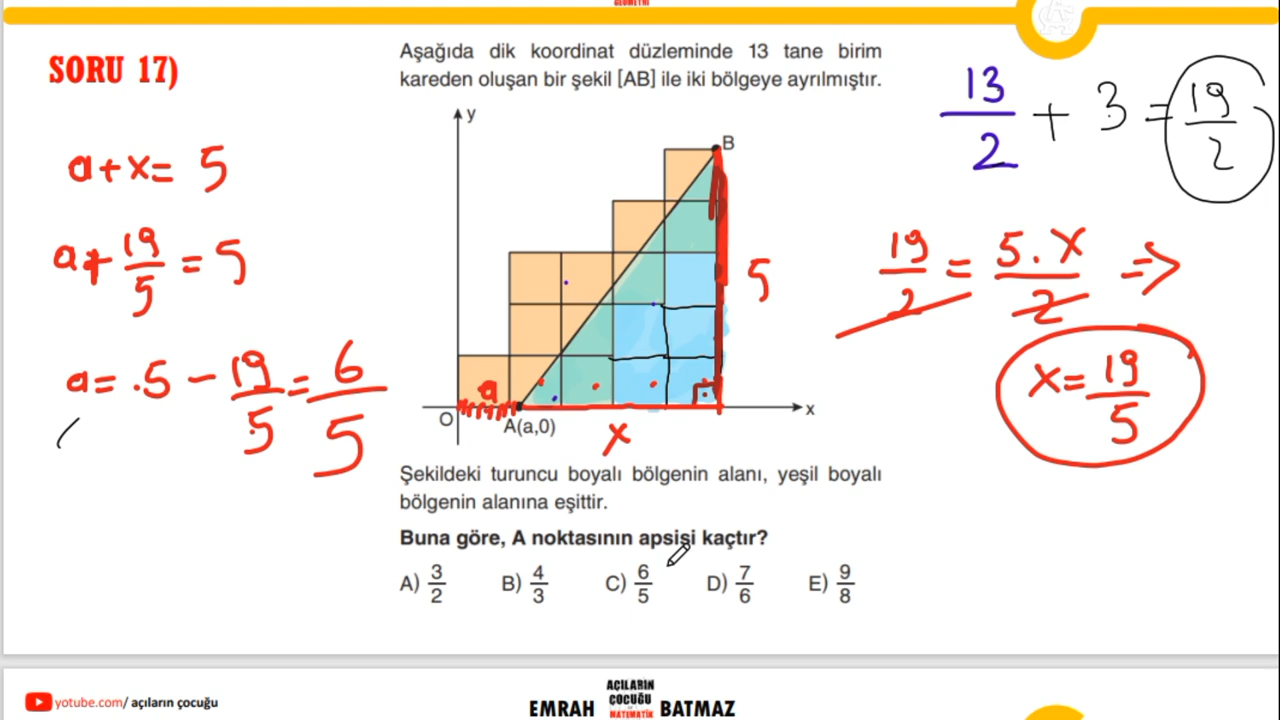 GEOMETRİ
SORU 17)
Aşağıda dik koordinat düzleminde 13 tane birim
kareden oluşan bir şekil [AB] ile iki bölgeye ayrılmıştır.
13/2 + 3 = 19/2
a+x= 5
a+ 19/5 = 5
a= .5 - 19/5 = 6/5
y
B
5
a
O
A(a,0)
x
x
19/2 = 5.x/2 ⇒
x= 19/5
Şekildeki turuncu boyalı bölgenin alanı, yeşil boyalı
bölgenin alanına eşittir.
Buna göre, A noktasının apsisi kaçtır?
A) 3/2 B) 4/3 C) 6/5 D) 7/6 E) 9/8
yotube.com/ açıların çocuğu
EMRAH
AÇILARIN
ÇOCUĞU
MATEMATİK
BATMAZ